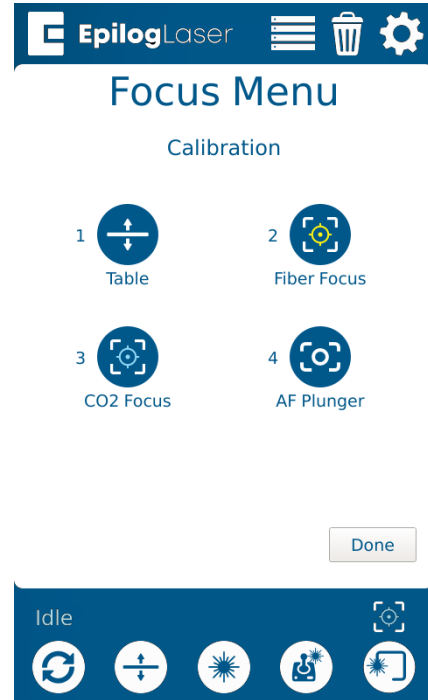 EpilogLaser
Focus Menu
Calibration
1
Table
2
Fiber Focus
3
CO2 Focus
4
AF Plunger
Done
Idle